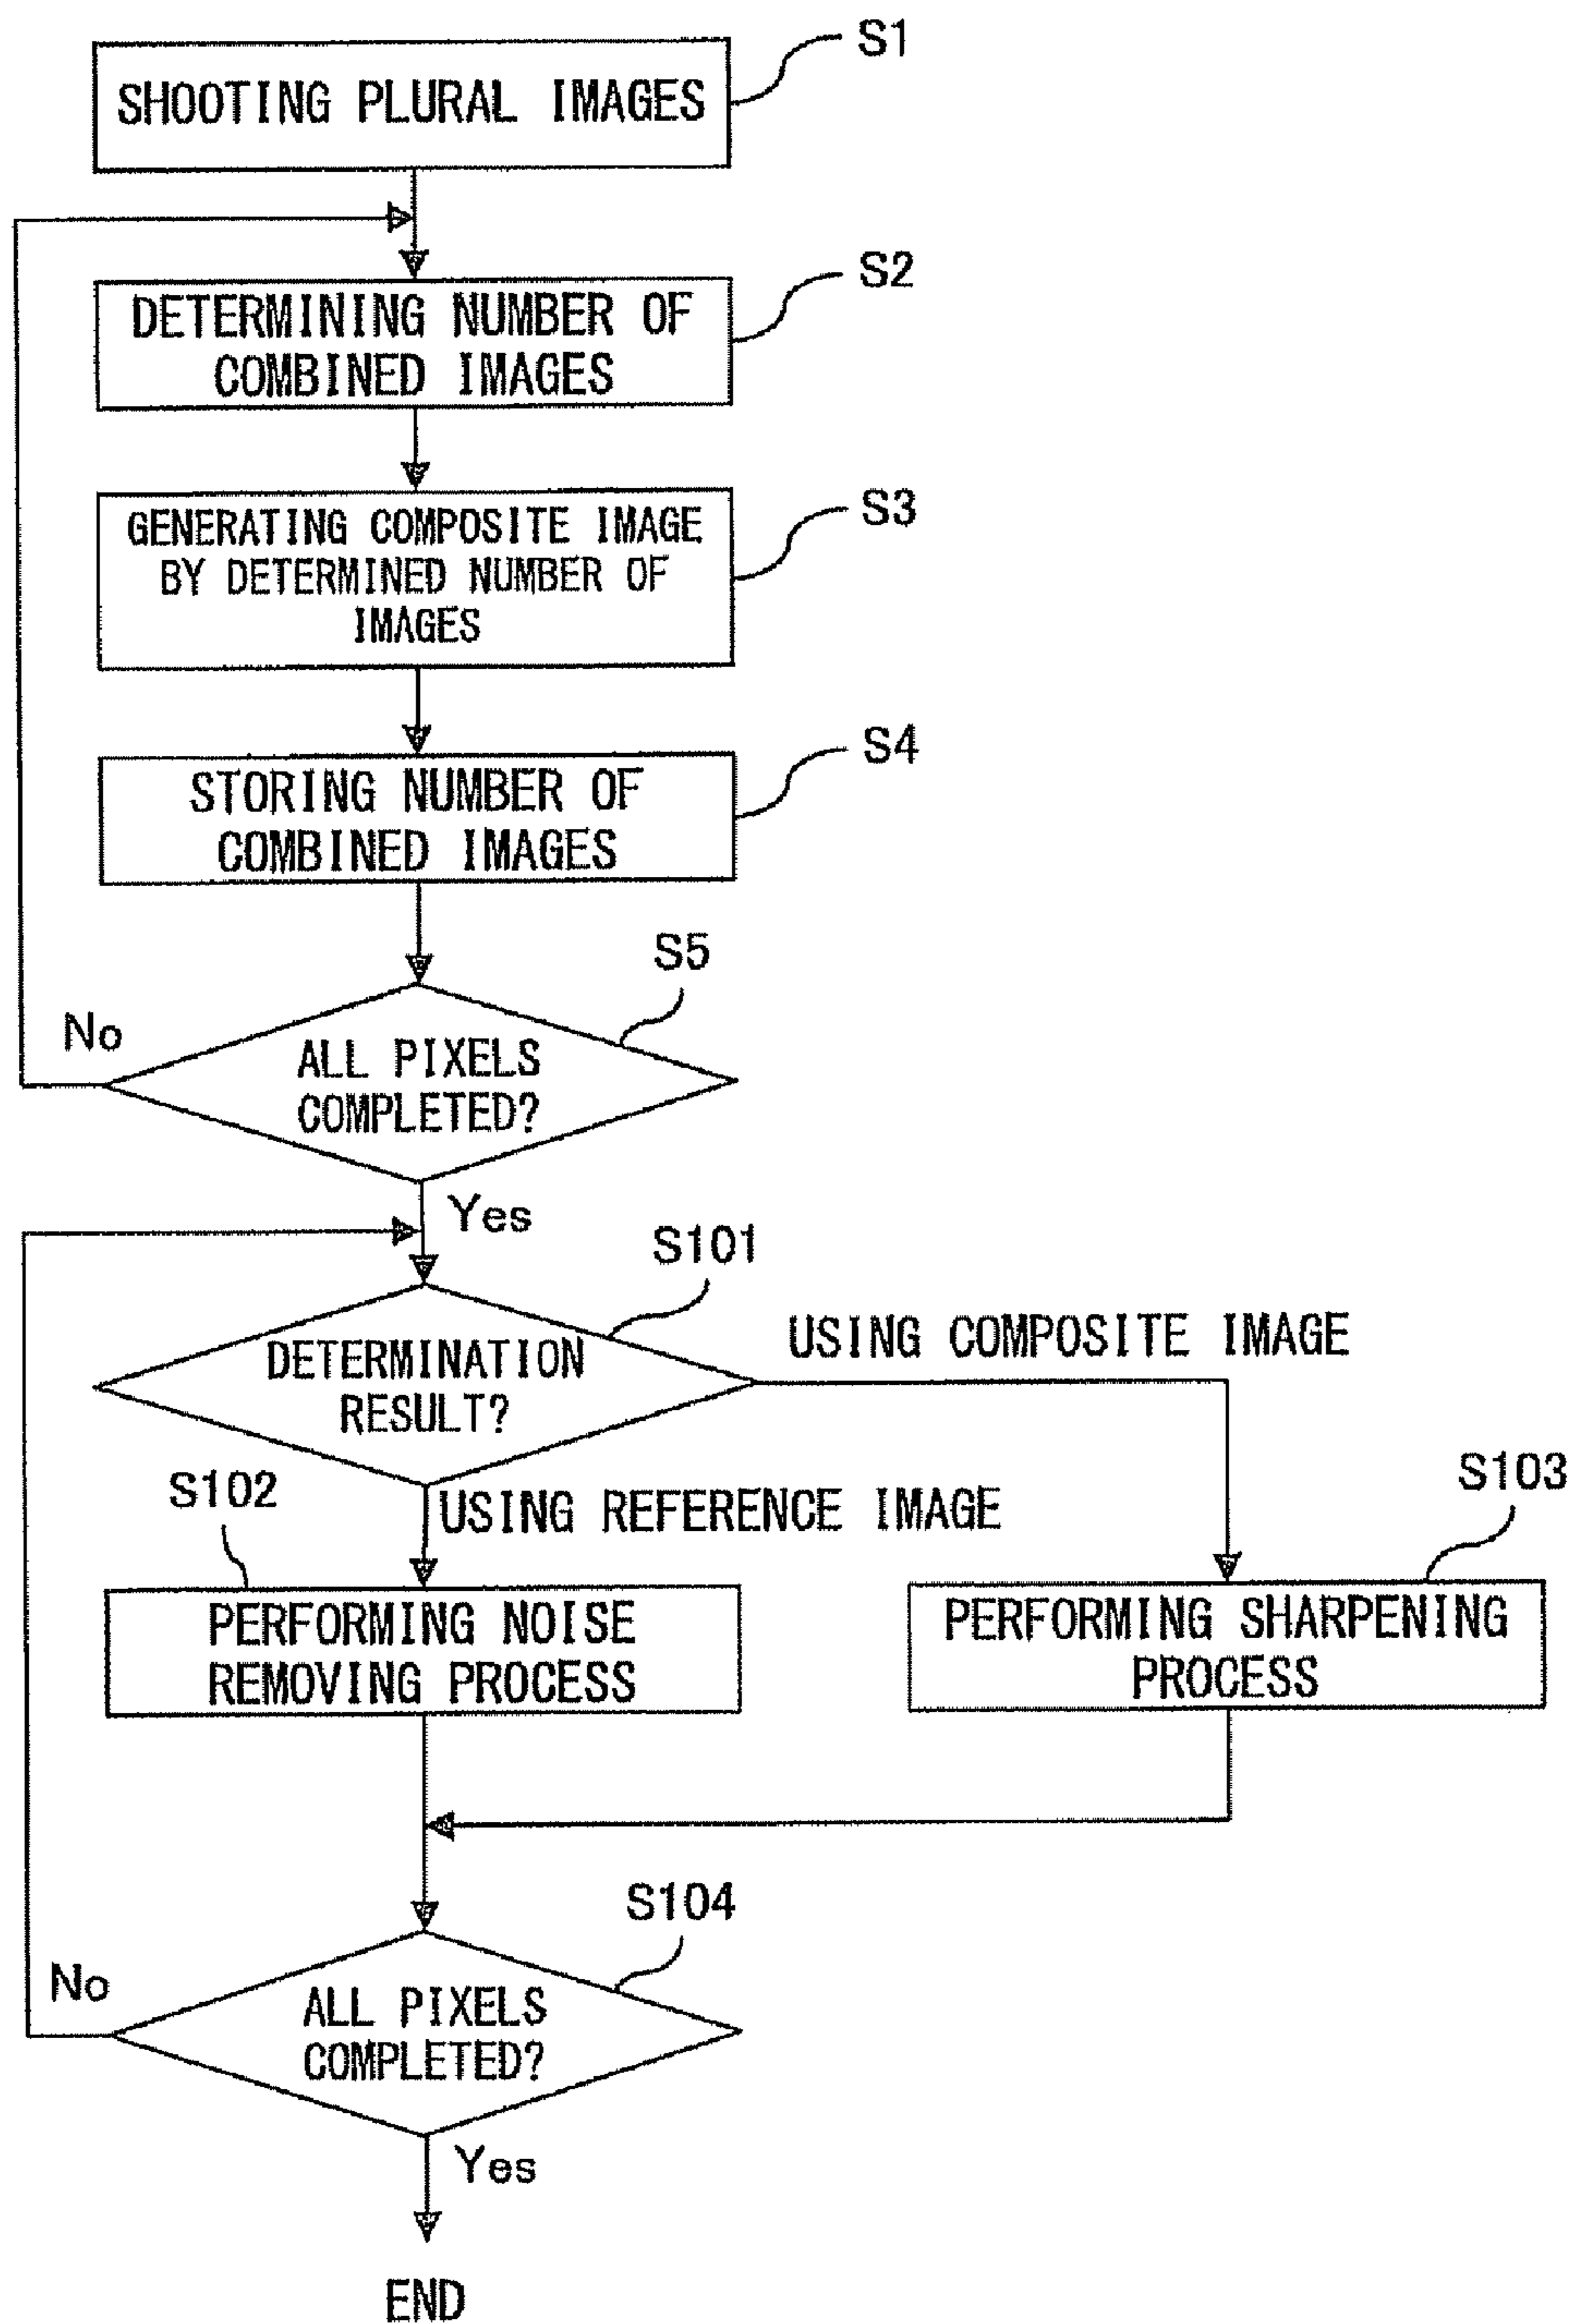 S1
SHOOTING PLURAL IMAGES
S2
DETERMINING NUMBER OF
COMBINED IMAGES
S3
GENERATING COMPOSITE IMAGE
BY DETERMINED NUMBER OF
IMAGES
S4
STORING NUMBER OF
COMBINED IMAGES
S5
No
ALL PIXELS
COMPLETED?
Yes
S101
USING COMPOSITE IMAGE
DETERMINATION
RESULT?
S102
USING REFERENCE IMAGE
S103
PERFORMING NOISE
REMOVING PROCESS
PERFORMING SHARPENING
PROCESS
S104
No
ALL PIXELS
COMPLETED?
Yes
END